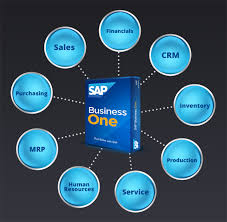 Financials
Sales
CRM
Purchasing
Inventory
SAP
Business
One
MRP
Production
Human
Resources
Service